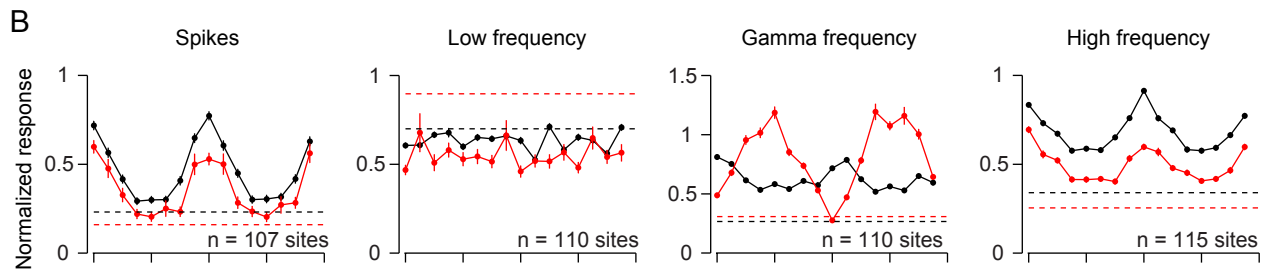 B
Spikes
Low frequency
Gamma frequency
High frequency
Normalized response
1
0.5
0
n = 107 sites
1
0.5
0
n = 110 sites
1.5
1
0.5
0
n = 110 sites
1
0.5
0
n = 115 sites